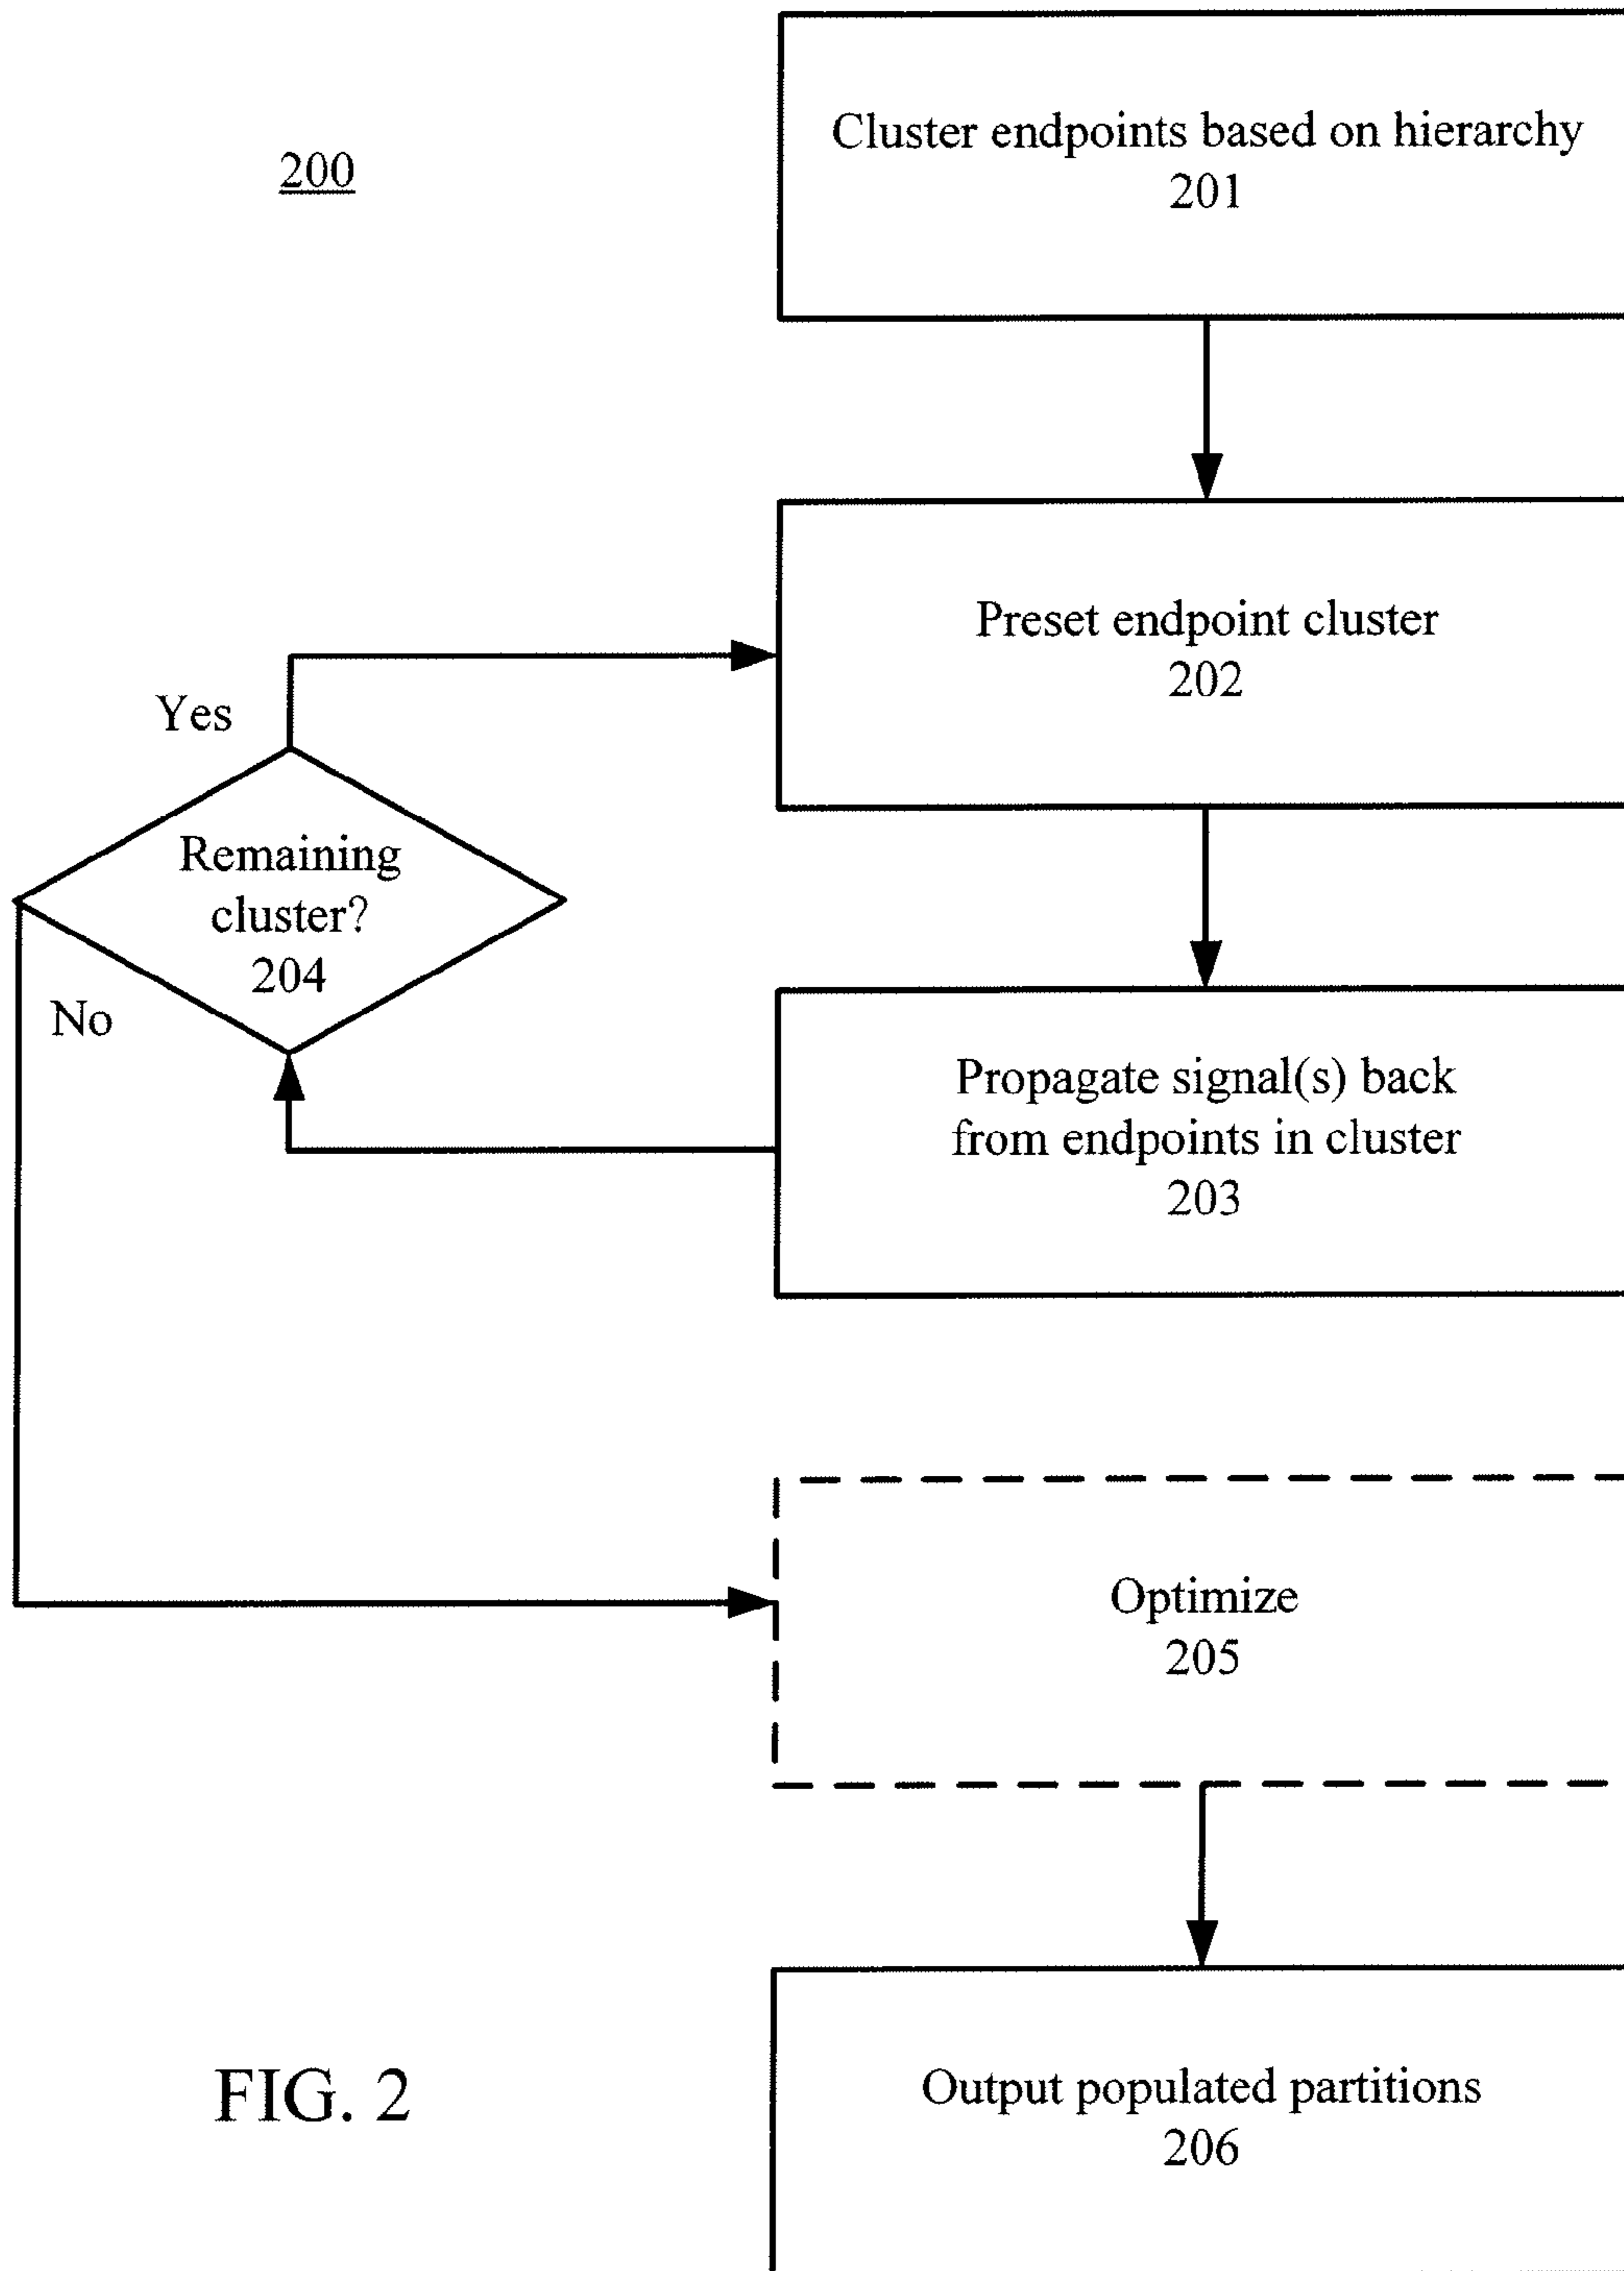 200
Cluster endpoints based on hierarchy
201
Preset endpoint cluster
202
Yes
Remaining
cluster?
204
No
Propagate signal(s) back
from endpoints in cluster
203
Optimize
205
Output populated partitions
206
FIG. 2